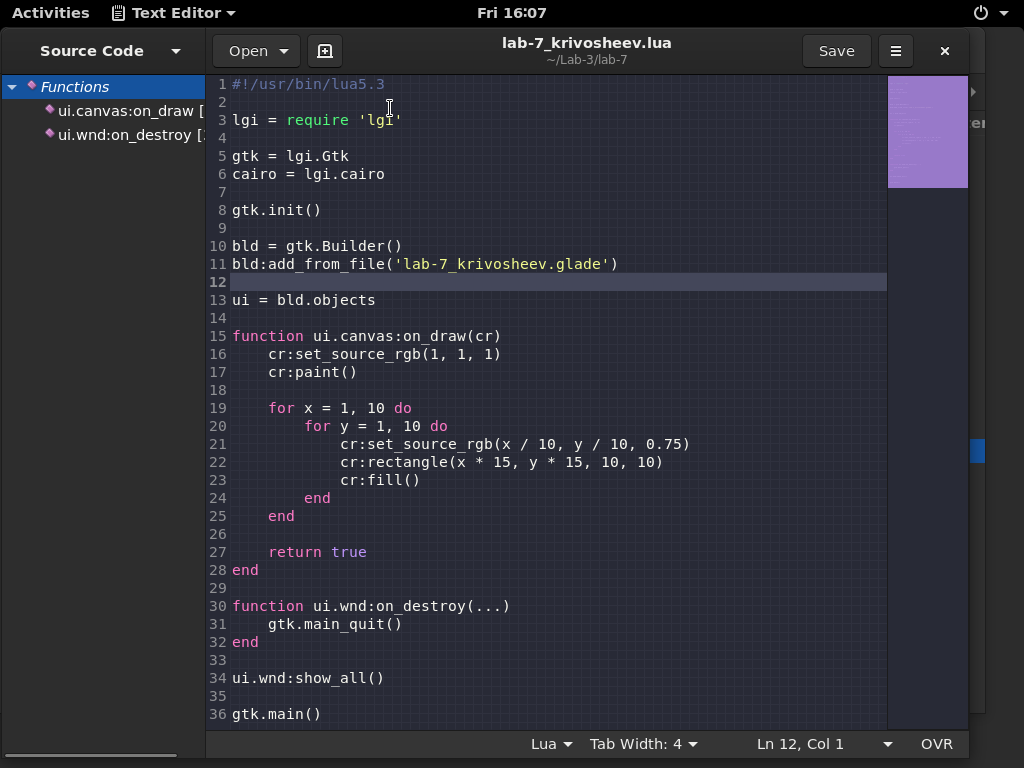 Activities Text Editor Fri 16:07
Source Code Open lab-7_krivosheev.lua Save
~/Lab-3/lab-7
Functions
ui.canvas:on_draw [
ui.wnd:on_destroy [
1 #!/usr/bin/lua5.3
2
3 lgi = require 'lgi'
4
5 gtk = lgi.Gtk
6 cairo = lgi.cairo
7
8 gtk.init()
9
10 bld = gtk.Builder()
11 bld:add_from_file('lab-7_krivosheev.glade')
12
13 ui = bld.objects
14
15 function ui.canvas:on_draw(cr)
16     cr:set_source_rgb(1, 1, 1)
17     cr:paint()
18
19     for x = 1, 10 do
20         for y = 1, 10 do
21             cr:set_source_rgb(x / 10, y / 10, 0.75)
22             cr:rectangle(x * 15, y * 15, 10, 10)
23             cr:fill()
24         end
25     end
26
27     return true
28 end
29
30 function ui.wnd:on_destroy(...)
31     gtk.main_quit()
32 end
33
34 ui.wnd:show_all()
35
36 gtk.main()
Lua Tab Width: 4 Ln 12, Col 1 OVR